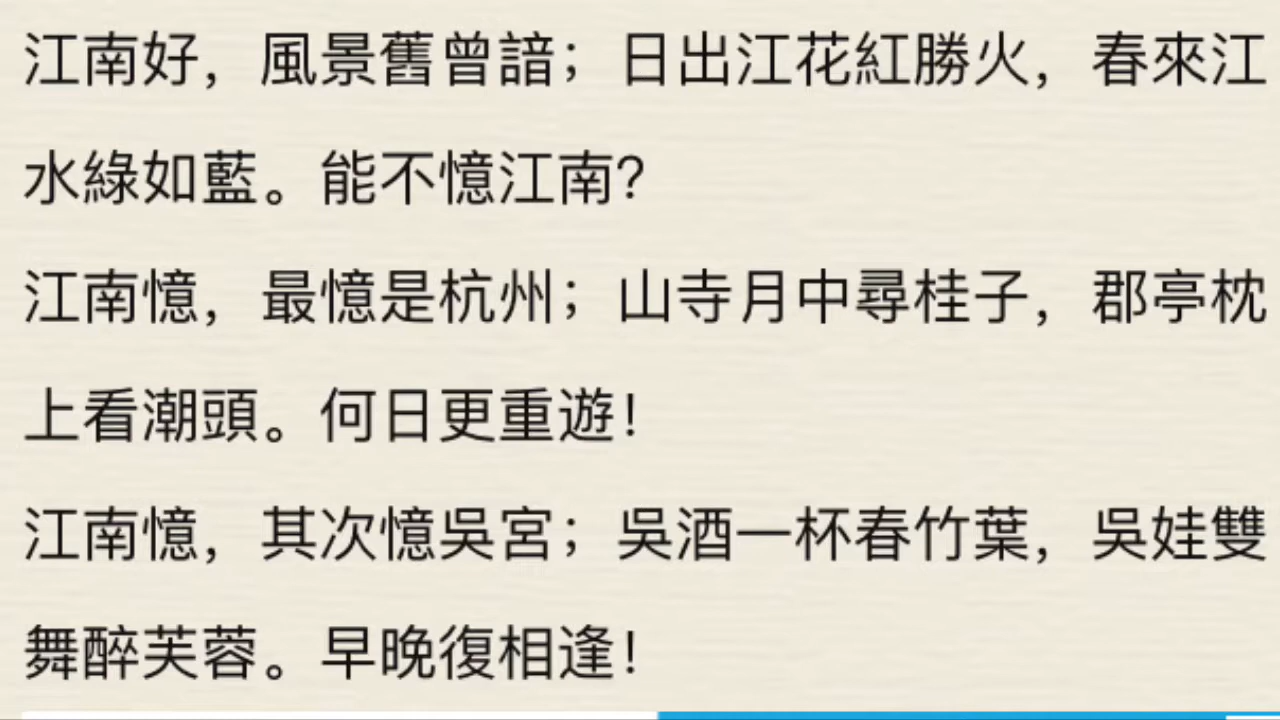 江南好，風景舊曾諳；日出江花紅勝火，春來江
水綠如藍。能不憶江南？
江南憶，最憶是杭州；山寺月中尋桂子，郡亭枕
上看潮頭。何日更重遊！
江南憶，其次憶吳宮；吳酒一杯春竹葉，吳娃雙
舞醉芙蓉。早晚復相逢！